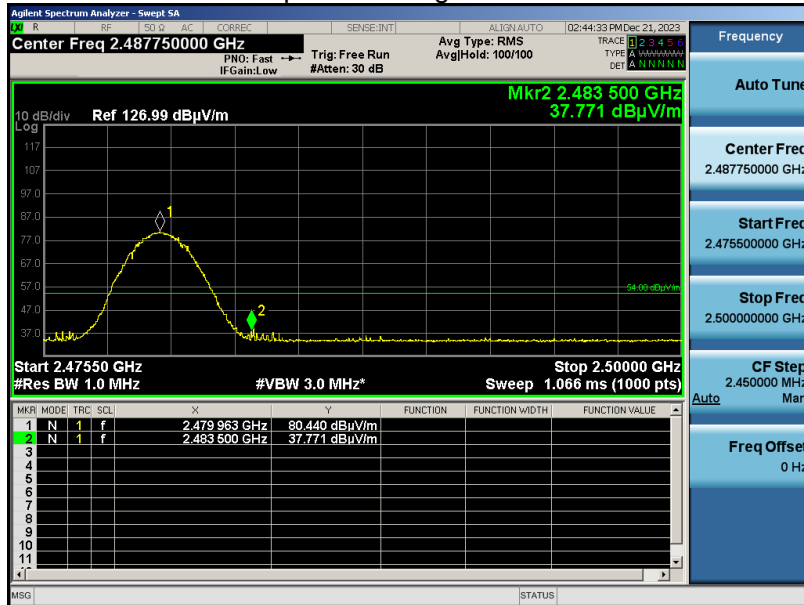 Agilent Spectrum Analyzer - Swept SA
LXI R RF 50 Ω AC CORREC SENSE:INT ALIGN AUTO 02:44:33 PM Dec 21, 2023
Center Freq 2.487750000 GHz
PNO: Fast
IFGain:Low
Trig: Free Run
#Atten: 30 dB
Avg Type: RMS
Avg|Hold: 100/100
TRACE 1 2 3 4 5 6
TYPE A
DET A N N N N N
Mkr2 2.483 500 GHz
37.771 dBµV/m
10 dB/div Ref 126.99 dBµV/m
Log
117
107
97.0
87.0
77.0
67.0
57.0
47.0
37.0
1
2
54.00 dBµV/m
Start 2.47550 GHz Stop 2.50000 GHz
#Res BW 1.0 MHz #VBW 3.0 MHz* Sweep 1.066 ms (1000 pts)
MKR MODE TRC SCL X Y FUNCTION FUNCTION WIDTH FUNCTION VALUE
1 N 1 f 2.479 963 GHz 80.440 dBµV/m
2 N 1 f 2.483 500 GHz 37.771 dBµV/m
3
4
5
6
7
8
9
10
11
MSG STATUS
Frequency
Auto Tune
Center Freq
2.487750000 GHz
Start Freq
2.475500000 GHz
Stop Freq
2.500000000 GHz
CF Step
2.450000 MHz
Auto Man
Freq Offset
0 Hz